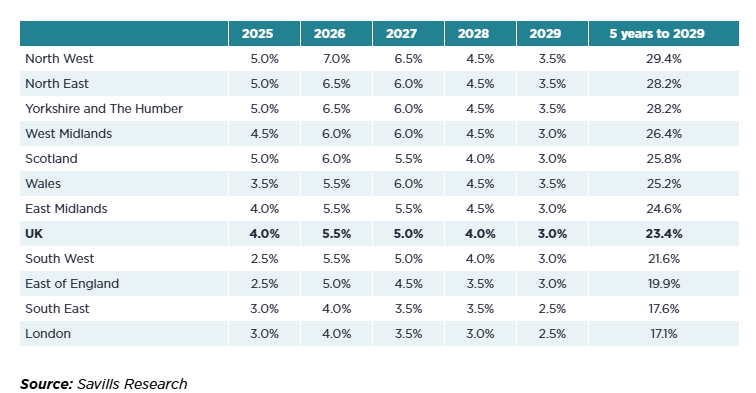 2025 2026 2027 2028 2029 5 years to 2029
North West 5.0% 7.0% 6.5% 4.5% 3.5% 29.4%
North East 5.0% 6.5% 6.0% 4.5% 3.5% 28.2%
Yorkshire and The Humber 5.0% 6.5% 6.0% 4.5% 3.5% 28.2%
West Midlands 4.5% 6.0% 6.0% 4.5% 3.0% 26.4%
Scotland 5.0% 6.0% 5.5% 4.0% 3.0% 25.8%
Wales 3.5% 5.5% 6.0% 4.5% 3.5% 25.2%
East Midlands 4.0% 5.5% 5.5% 4.5% 3.0% 24.6%
UK 4.0% 5.5% 5.0% 4.0% 3.0% 23.4%
South West 2.5% 5.5% 5.0% 4.0% 3.0% 21.6%
East of England 2.5% 5.0% 4.5% 3.5% 3.0% 19.9%
South East 3.0% 4.0% 3.5% 3.5% 2.5% 17.6%
London 3.0% 4.0% 3.5% 3.0% 2.5% 17.1%
Source: Savills Research